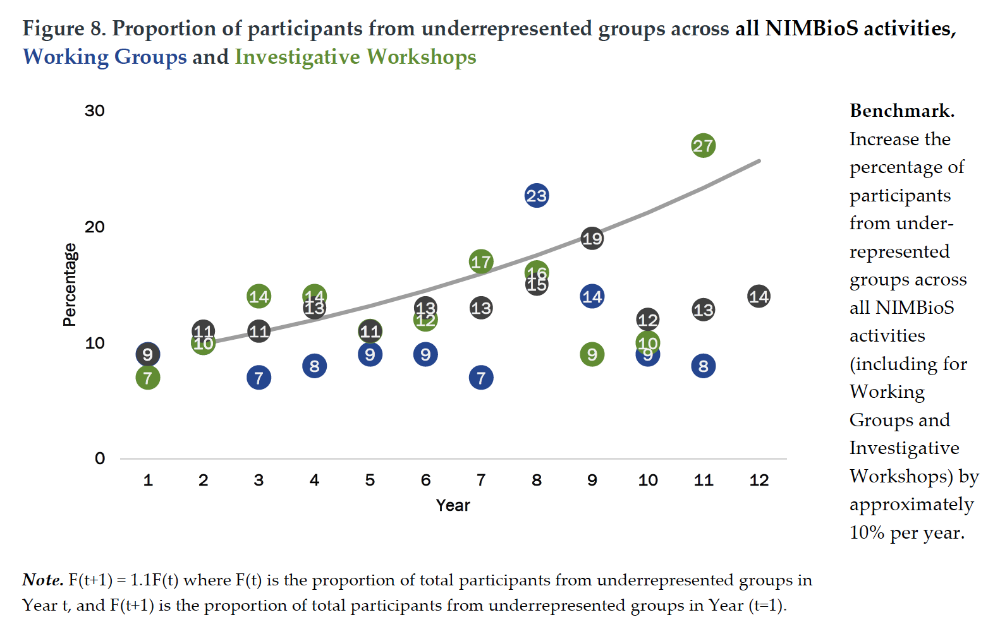 Figure 8. Proportion of participants from underrepresented groups across all NIMBioS activities,
Working Groups and Investigative Workshops
30
20
10
0
Percentage
9
7
11
10
14
11
7
14
13
8
11
9
13
12
9
17
13
7
23
16
15
19
14
9
12
10
9
27
13
8
14
1 2 3 4 5 6 7 8 9 10 11 12
Year
Benchmark.
Increase the
percentage of
participants
from under-
represented
groups across
all NIMBioS
activities
(including for
Working
Groups and
Investigative
Workshops) by
approximately
10% per year.
Note. F(t+1) = 1.1F(t) where F(t) is the proportion of total participants from underrepresented groups in
Year t, and F(t+1) is the proportion of total participants from underrepresented groups in Year (t=1).